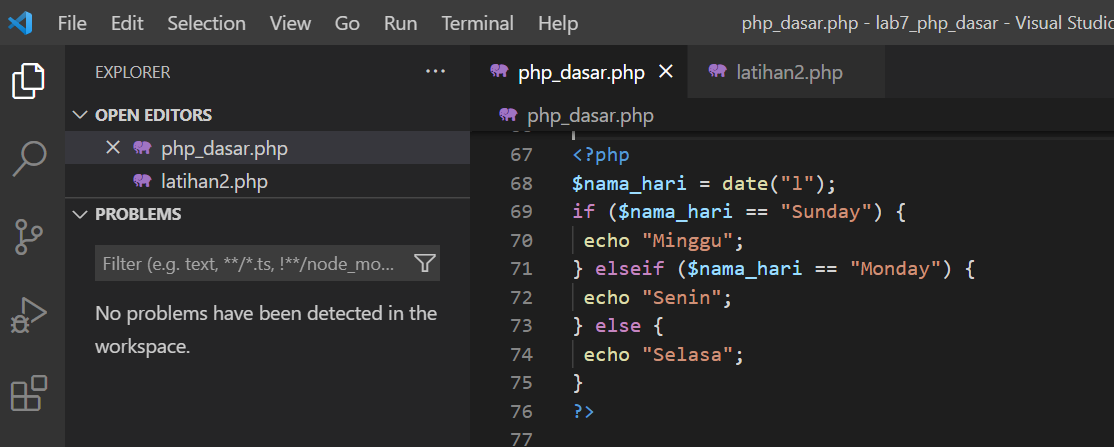 File Edit Selection View Go Run Terminal Help php_dasar.php - lab7_php_dasar - Visual Studio
EXPLORER ···
OPEN EDITORS
php_dasar.php
latihan2.php
PROBLEMS
Filter (e.g. text, **/*.ts, !**/node_mo...
No problems have been detected in the
workspace.
php_dasar.php latihan2.php
php_dasar.php
67 <?php
68 $nama_hari = date("l");
69 if ($nama_hari == "Sunday") {
70 echo "Minggu";
71 } elseif ($nama_hari == "Monday") {
72 echo "Senin";
73 } else {
74 echo "Selasa";
75 }
76 ?>
77